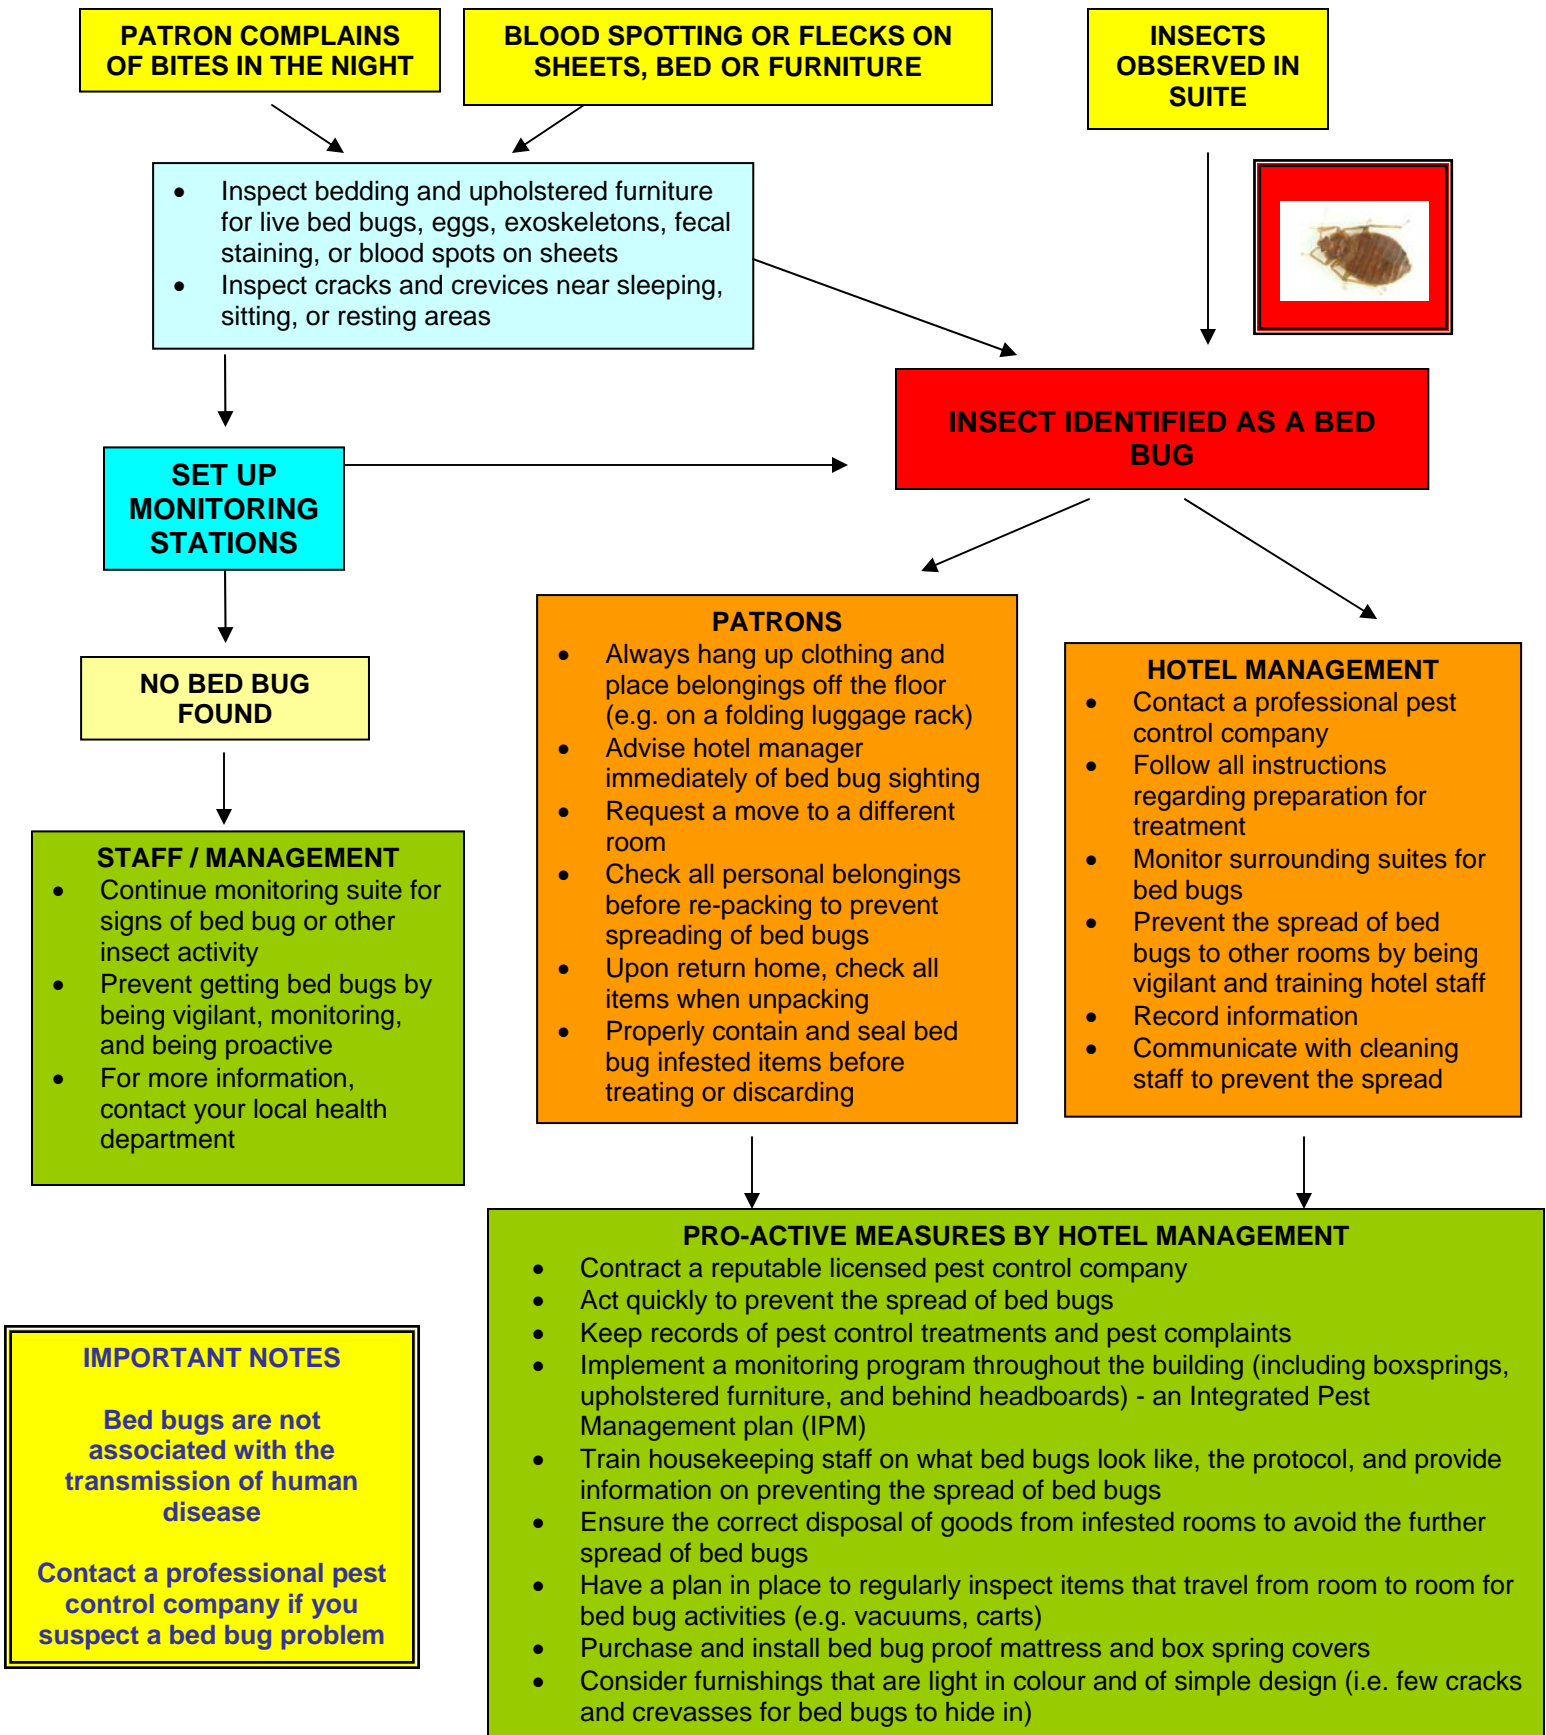 PATRON COMPLAINS
OF BITES IN THE NIGHT
BLOOD SPOTTING OR FLECKS ON
SHEETS, BED OR FURNITURE
INSECTS
OBSERVED IN
SUITE
• Inspect bedding and upholstered furniture
for live bed bugs, eggs, exoskeletons, fecal
staining, or blood spots on sheets
• Inspect cracks and crevices near sleeping,
sitting, or resting areas
INSECT IDENTIFIED AS A BED
BUG
SET UP
MONITORING
STATIONS
NO BED BUG
FOUND
STAFF / MANAGEMENT
• Continue monitoring suite for
signs of bed bug or other
insect activity
• Prevent getting bed bugs by
being vigilant, monitoring,
and being proactive
• For more information,
contact your local health
department
PATRONS
• Always hang up clothing and
place belongings off the floor
(e.g. on a folding luggage rack)
• Advise hotel manager
immediately of bed bug sighting
• Request a move to a different
room
• Check all personal belongings
before re-packing to prevent
spreading of bed bugs
• Upon return home, check all
items when unpacking
• Properly contain and seal bed
bug infested items before
treating or discarding
HOTEL MANAGEMENT
• Contact a professional pest
control company
• Follow all instructions
regarding preparation for
treatment
• Monitor surrounding suites for
bed bugs
• Prevent the spread of bed
bugs to other rooms by being
vigilant and training hotel staff
• Record information
• Communicate with cleaning
staff to prevent the spread
PRO-ACTIVE MEASURES BY HOTEL MANAGEMENT
• Contract a reputable licensed pest control company
• Act quickly to prevent the spread of bed bugs
• Keep records of pest control treatments and pest complaints
• Implement a monitoring program throughout the building (including boxsprings,
upholstered furniture, and behind headboards) - an Integrated Pest
Management plan (IPM)
• Train housekeeping staff on what bed bugs look like, the protocol, and provide
information on preventing the spread of bed bugs
• Ensure the correct disposal of goods from infested rooms to avoid the further
spread of bed bugs
• Have a plan in place to regularly inspect items that travel from room to room for
bed bug activities (e.g. vacuums, carts)
• Purchase and install bed bug proof mattress and box spring covers
• Consider furnishings that are light in colour and of simple design (i.e. few cracks
and crevasses for bed bugs to hide in)
IMPORTANT NOTES
Bed bugs are not
associated with the
transmission of human
disease
Contact a professional pest
control company if you
suspect a bed bug problem